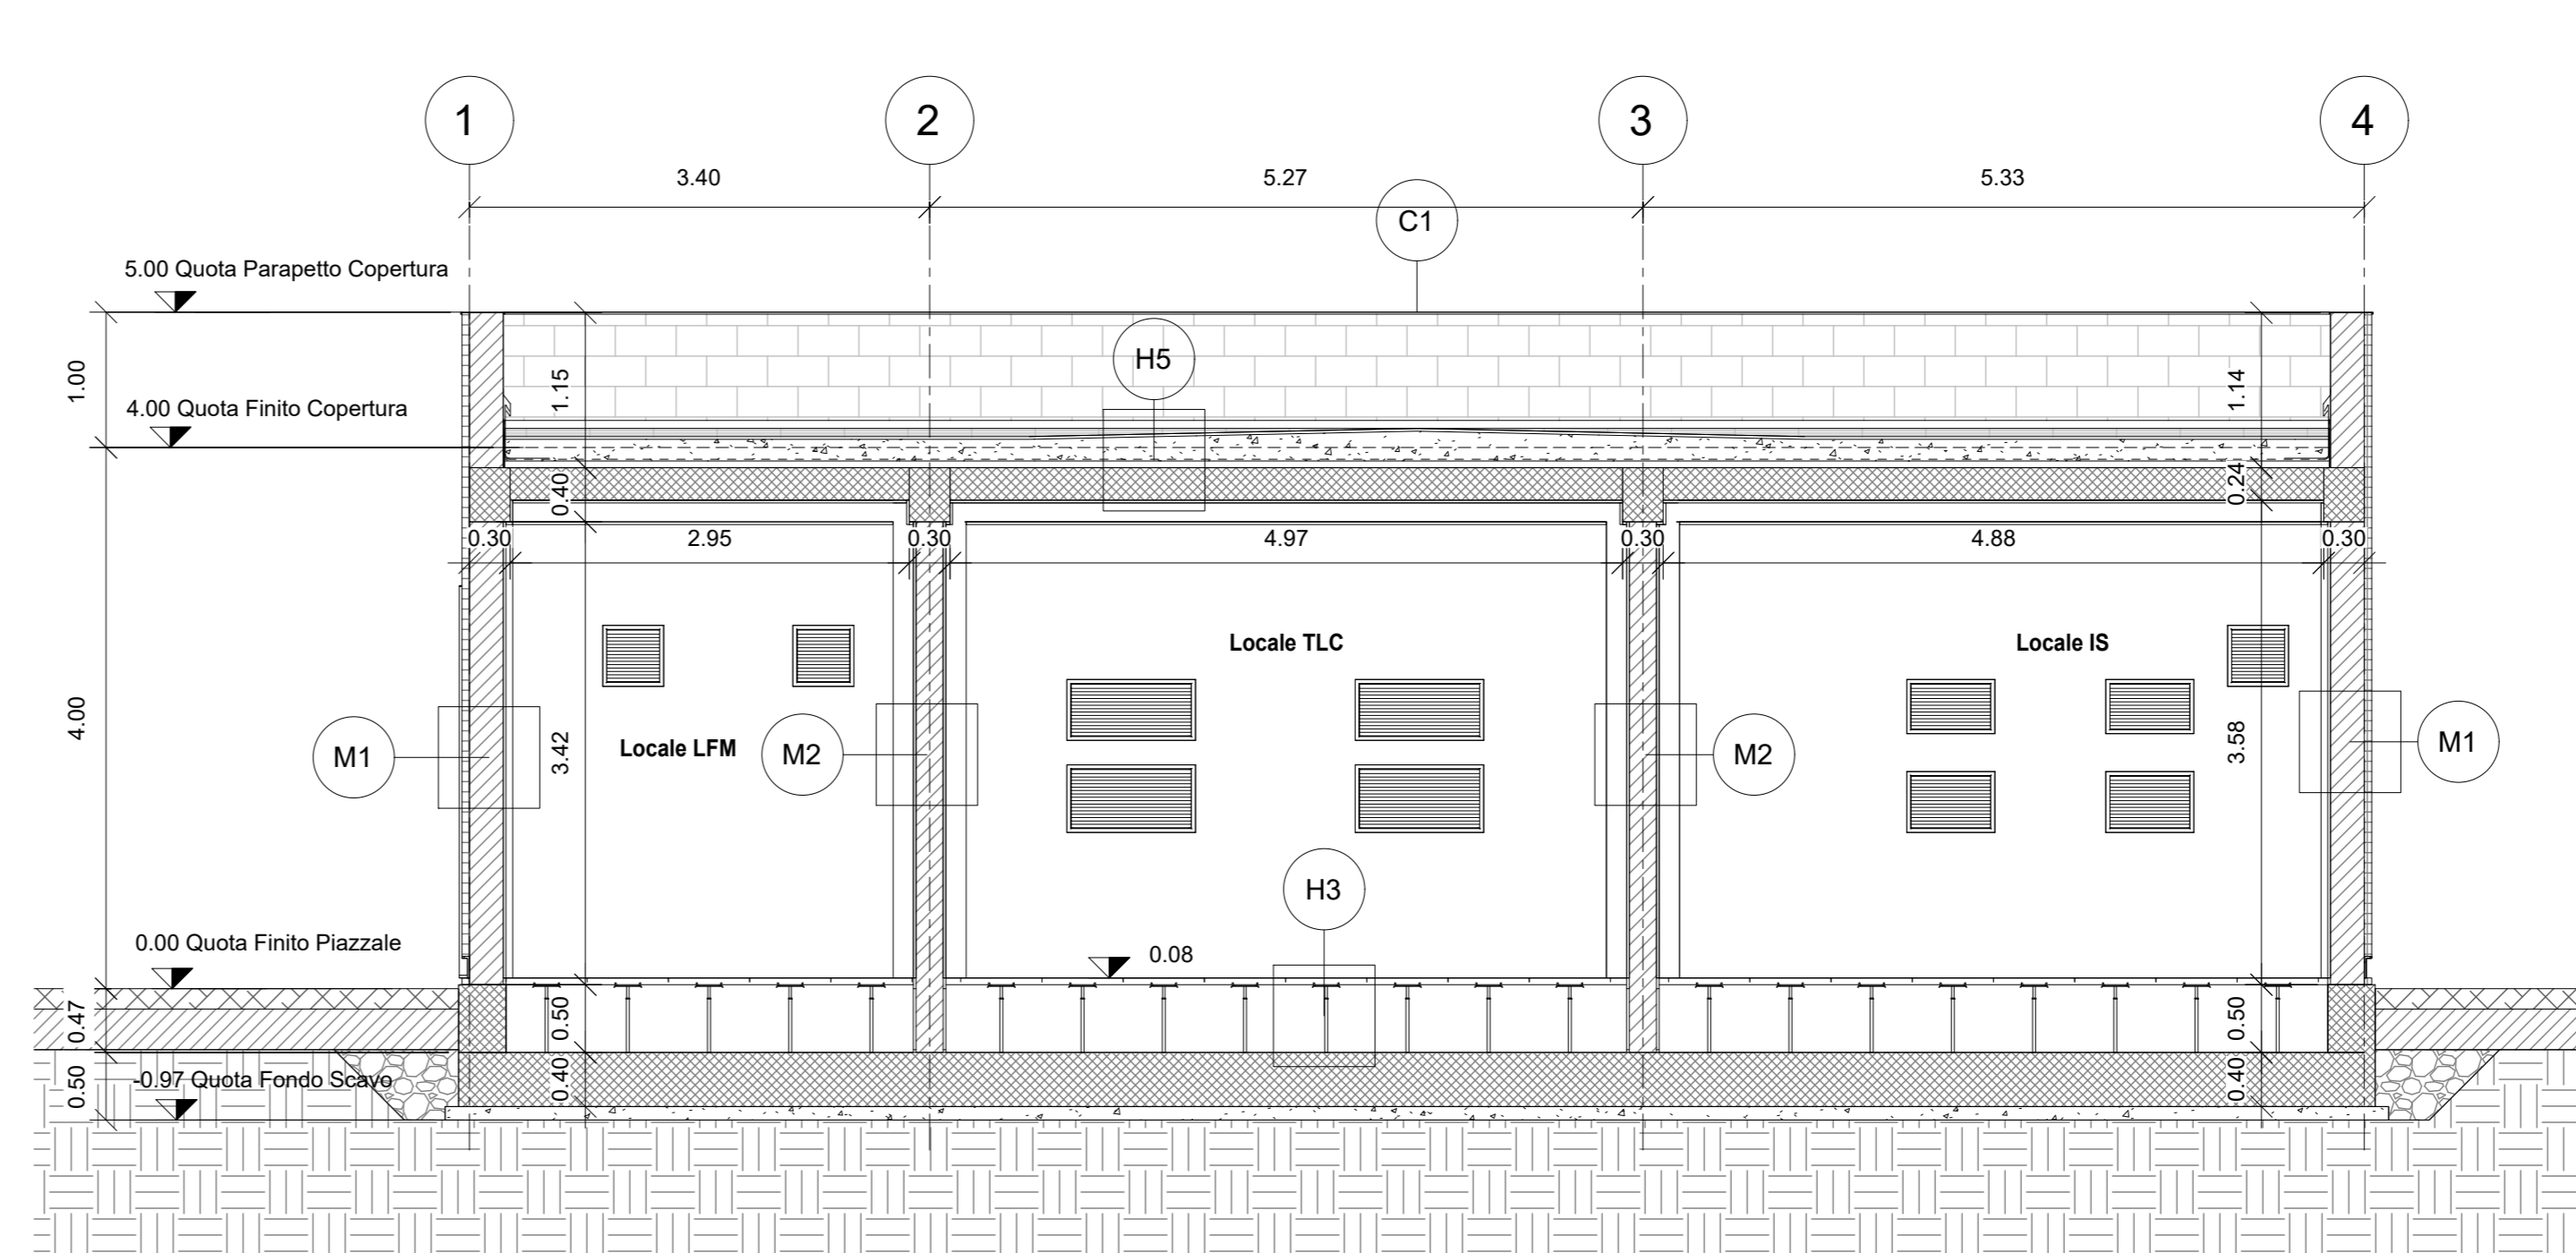 1
2
3
4
3.40
5.27
5.33
C1
5.00 Quota Parapetto Copertura
H5
1.00
1.15
1.14
4.00 Quota Finito Copertura
0.40
0.24
0.30
2.95
0.30
4.97
0.30
4.88
0.30
Locale TLC
Locale IS
4.00
M1
3.42
Locale LFM
M2
M2
3.58
M1
H3
0.00 Quota Finito Piazzale
0.08
0.47
0.50
0.50
-0.97 Quota Fondo Scavo
0.50
0.40
0.40